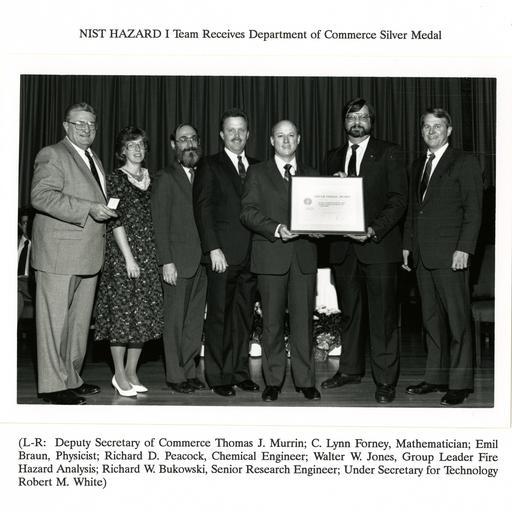 NIST HAZARD I Team Receives Department of Commerce Silver Medal
(L-R: Deputy Secretary of Commerce Thomas J. Murrin; C. Lynn Forney, Mathematician; Emil
Braun, Physicist; Richard D. Peacock, Chemical Engineer; Walter W. Jones, Group Leader Fire
Hazard Analysis; Richard W. Bukowski, Senior Research Engineer; Under Secretary for Technology
Robert M. White)